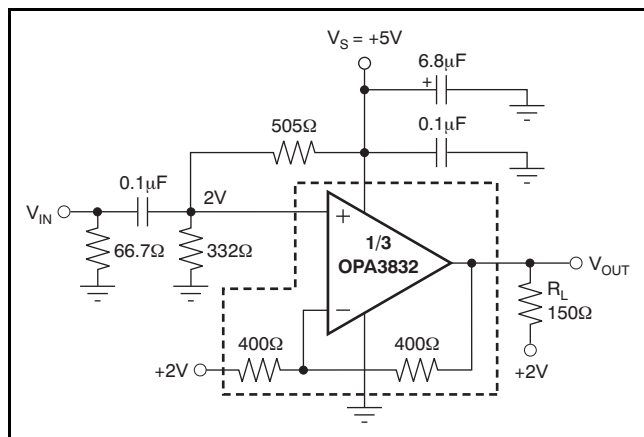 V_S = +5V
6.8μF
+
505Ω
0.1μF
0.1μF
2V
V_IN
+
1/3
OPA3832
66.7Ω
332Ω
V_OUT
−
R_L
150Ω
400Ω
400Ω
+2V
+2V